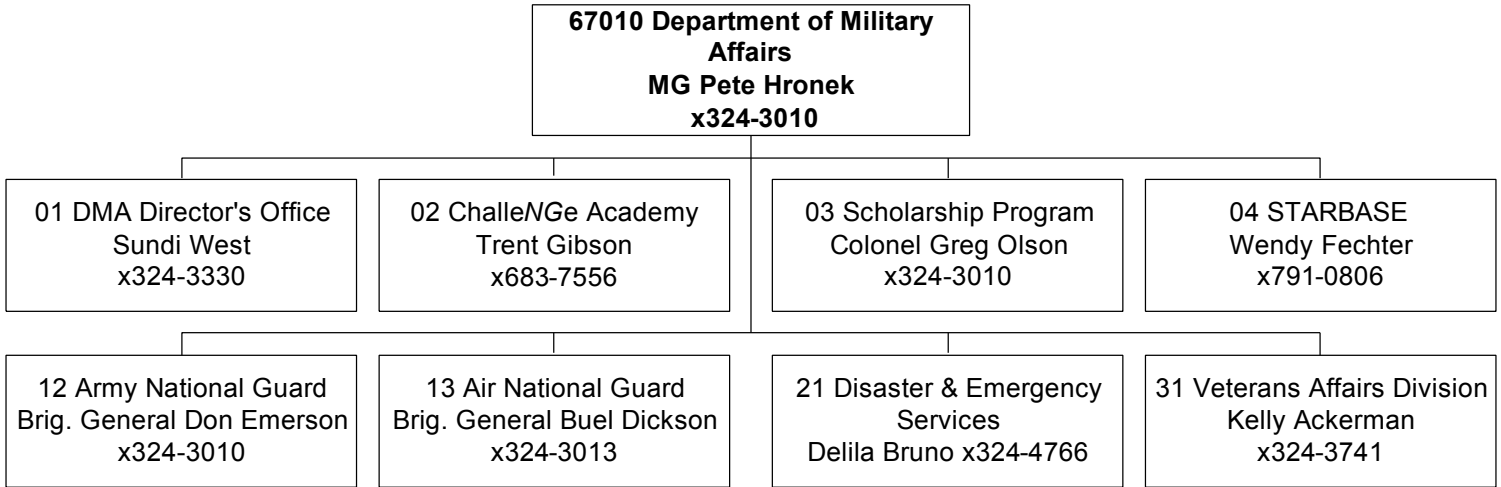 67010 Department of Military
Affairs
MG Pete Hronek
x324-3010
01 DMA Director's Office
Sundi West
x324-3330
02 ChalleNGe Academy
Trent Gibson
x683-7556
03 Scholarship Program
Colonel Greg Olson
x324-3010
04 STARBASE
Wendy Fechter
x791-0806
12 Army National Guard
Brig. General Don Emerson
x324-3010
13 Air National Guard
Brig. General Buel Dickson
x324-3013
21 Disaster & Emergency
Services
Delila Bruno x324-4766
31 Veterans Affairs Division
Kelly Ackerman
x324-3741